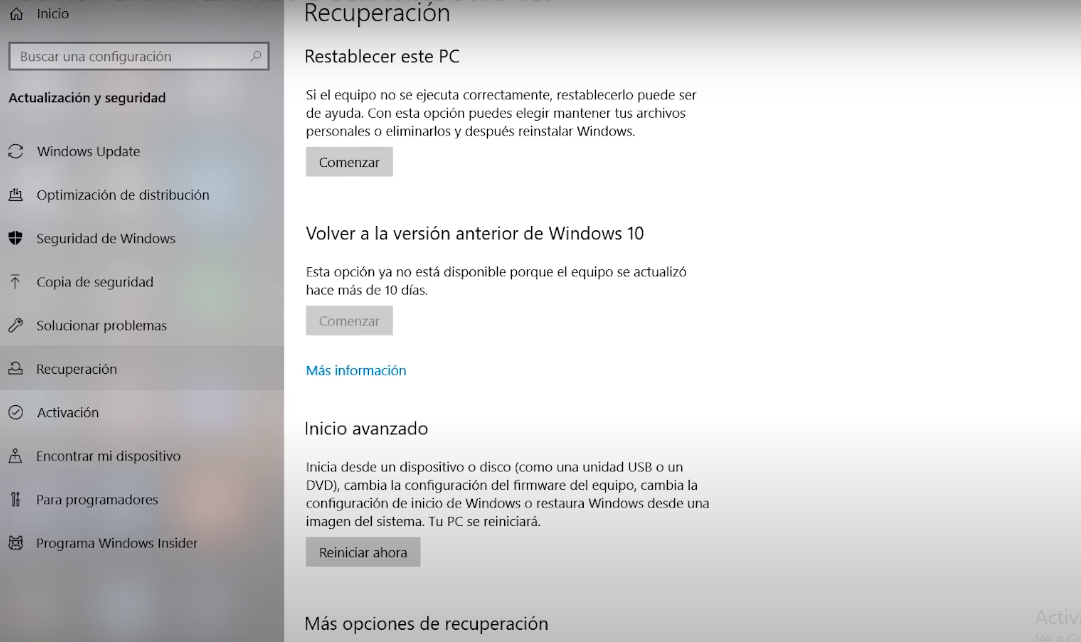 Inicio
Buscar una configuración
Actualización y seguridad
Windows Update
Optimización de distribución
Seguridad de Windows
Copia de seguridad
Solucionar problemas
Recuperación
Activación
Encontrar mi dispositivo
Para programadores
Programa Windows Insider
Recuperación
Restablecer este PC
Si el equipo no se ejecuta correctamente, restablecerlo puede ser
de ayuda. Con esta opción puedes elegir mantener tus archivos
personales o eliminarlos y después reinstalar Windows.
Comenzar
Volver a la versión anterior de Windows 10
Esta opción ya no está disponible porque el equipo se actualizó
hace más de 10 días.
Comenzar
Más información
Inicio avanzado
Inicia desde un dispositivo o disco (como una unidad USB o un
DVD), cambia la configuración del firmware del equipo, cambia la
configuración de inicio de Windows o restaura Windows desde una
imagen del sistema. Tu PC se reiniciará.
Reiniciar ahora
Más opciones de recuperación